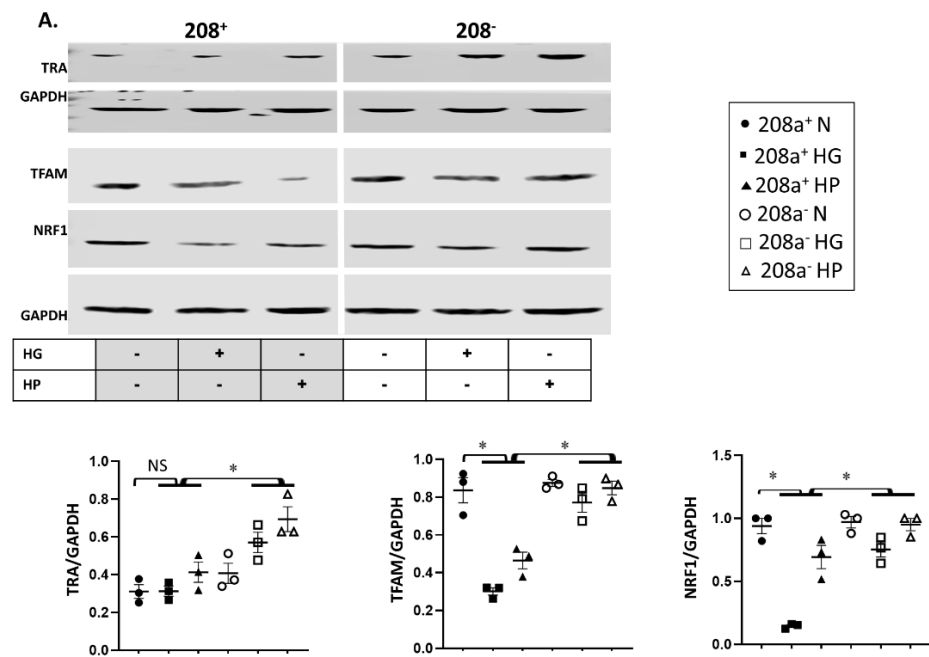 A.
208⁺ 208⁻
TRA
GAPDH
TFAM
NRF1
GAPDH
HG - + - - + -
HP - - + - - +
● 208a⁺ N
■ 208a⁺ HG
▲ 208a⁺ HP
○ 208a⁻ N
□ 208a⁻ HG
△ 208a⁻ HP
TRA/GAPDH
1.0
0.8
0.6
0.4
0.2
0.0
NS *
TFAM/GAPDH
1.0
0.8
0.6
0.4
0.2
0.0
* *
NRF1/GAPDH
1.5
1.0
0.5
0.0
* *